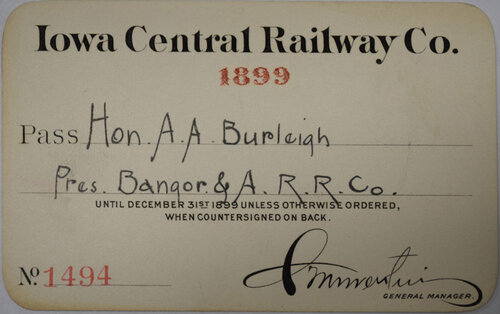 Iowa Central Railway Co.
1899
Pass Hon. A. A. Burleigh
Pres. Bangor. & A. R. R. Co.
UNTIL DECEMBER 31ST 1899 UNLESS OTHERWISE ORDERED,
WHEN COUNTERSIGNED ON BACK.
No. 1494
GENERAL MANAGER.